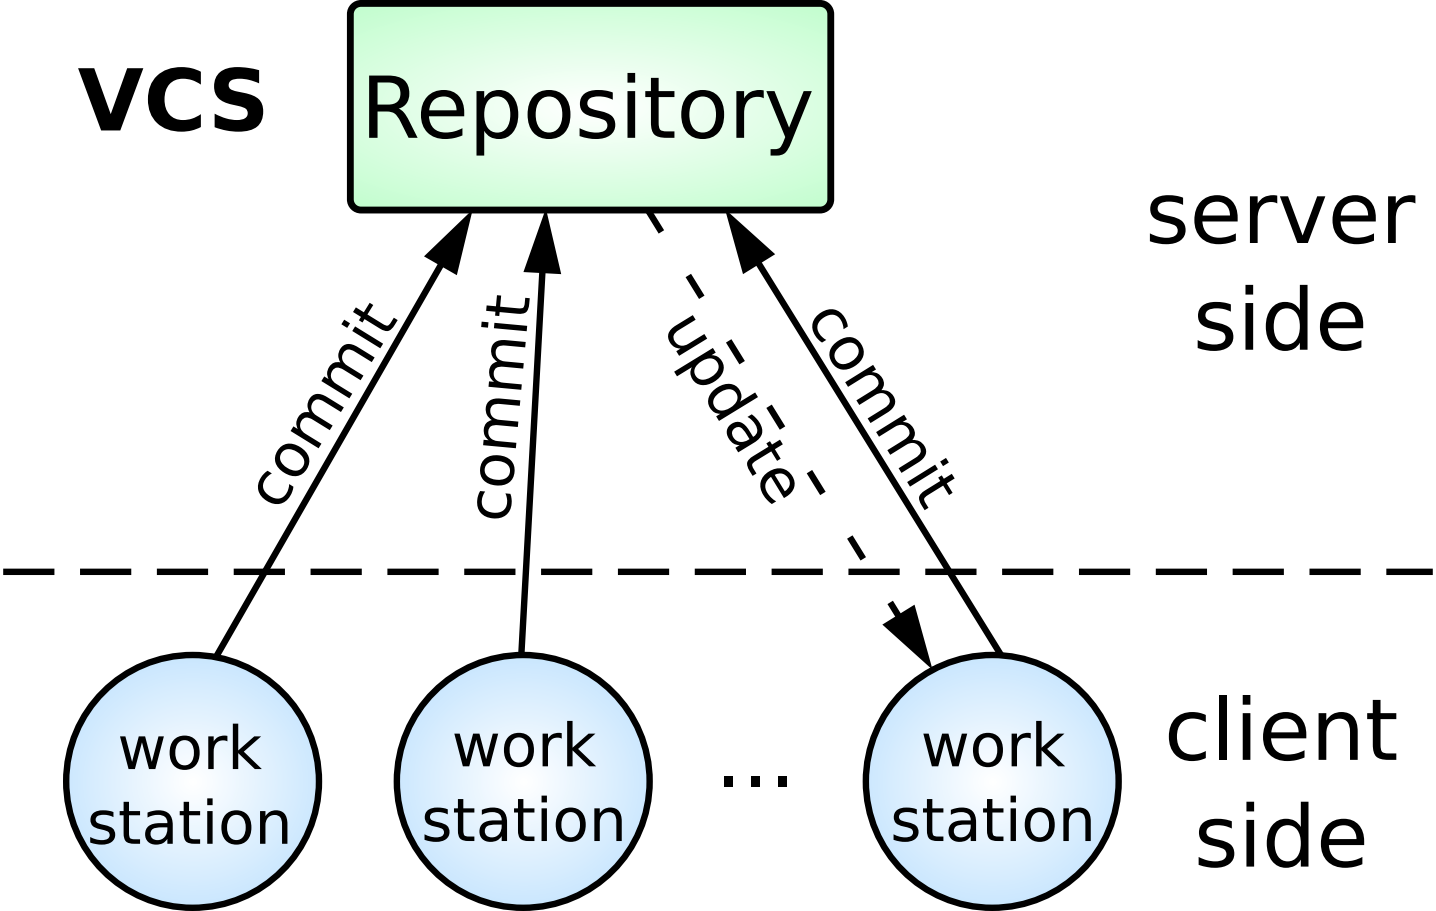 VCS
Repository
server
side
commit
commit
update
commit
work
station
work
station
...
work
station
client
side